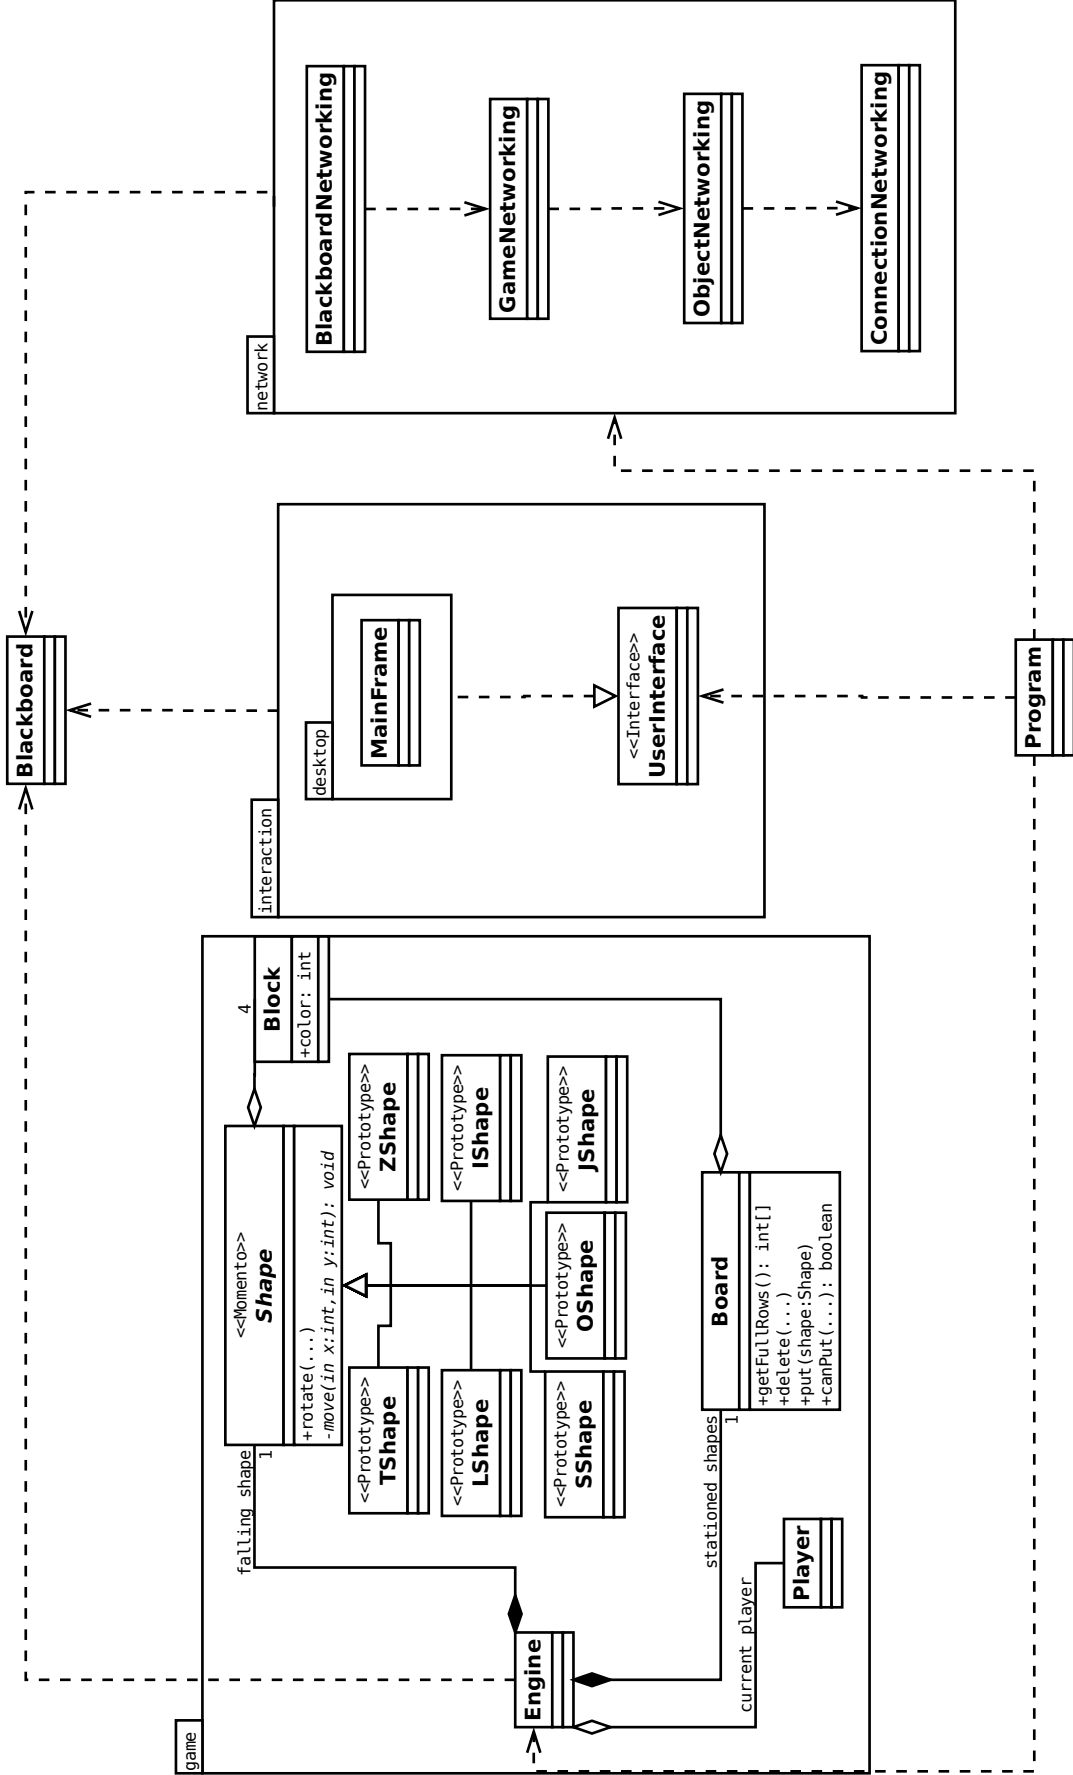 Blackboard
game
Engine
falling shape
1
<<Momento>>
Shape
+rotate(...)
-move(in x:int,in y:int): void
4
Block
+color: int
<<Prototype>>
TShape
<<Prototype>>
ZShape
<<Prototype>>
LShape
<<Prototype>>
IShape
<<Prototype>>
SShape
<<Prototype>>
OShape
<<Prototype>>
JShape
stationed shapes
1
Board
+getFullRows(): int[]
+delete(...)
+put(shape:Shape)
+canPut(...): boolean
current player
Player
interaction
desktop
MainFrame
<<Interface>>
UserInterface
network
BlackboardNetworking
GameNetworking
ObjectNetworking
ConnectionNetworking
Program